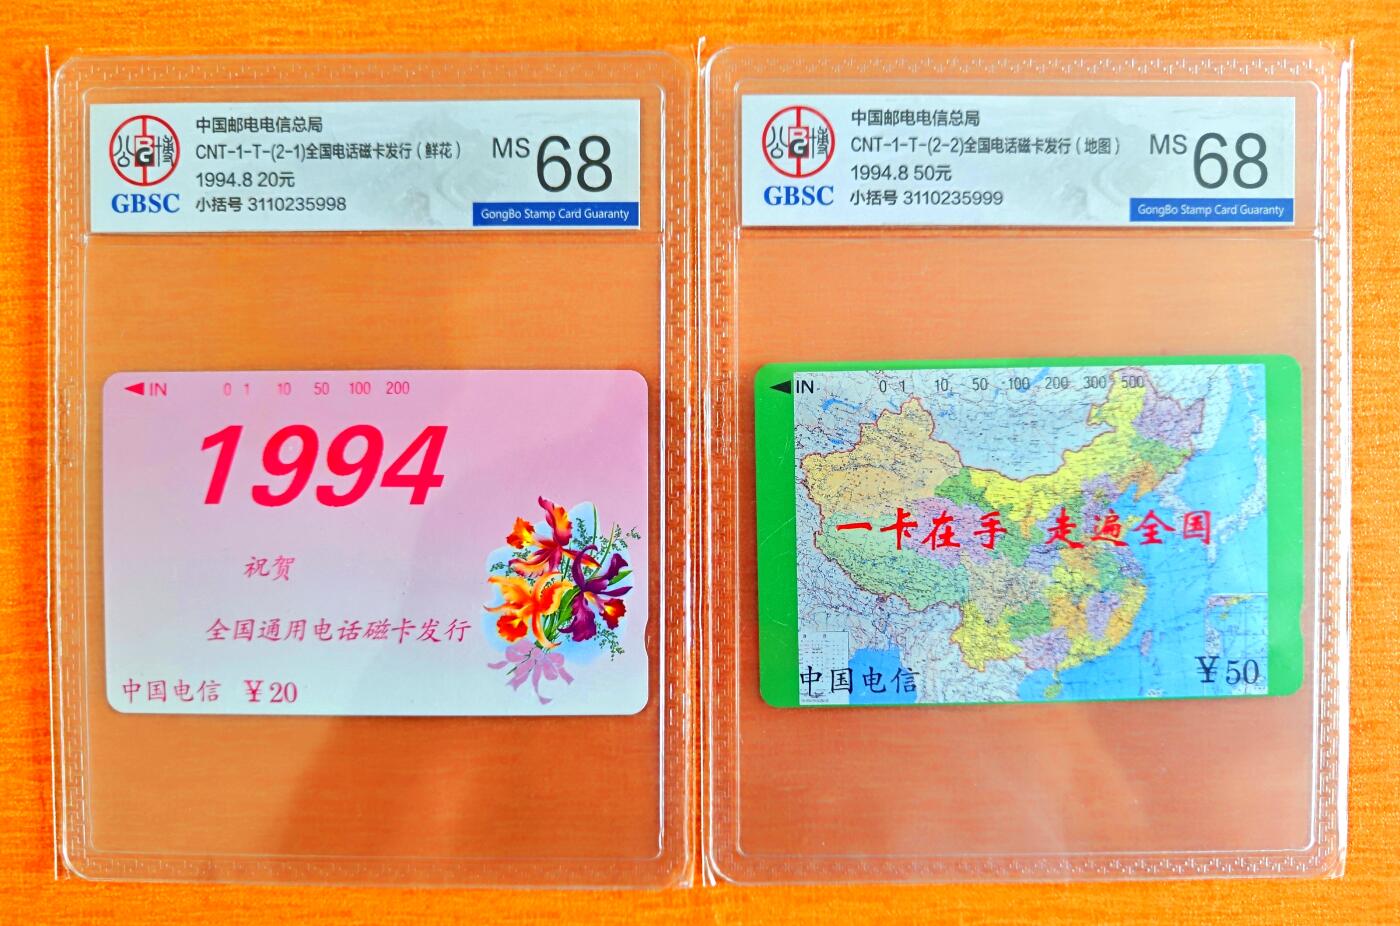 中国邮电电信总局
CNT-1-T-(2-1)全国电话磁卡发行（鲜花）
1994.8 20元
小括号 3110235998
MS 68
公博
BG
GBSC
GongBo Stamp Card Guaranty
IN 0 1 10 50 100 200
1994
祝贺
全国通用电话磁卡发行
中国电信 ￥20
中国邮电电信总局
CNT-1-T-(2-2)全国电话磁卡发行（地图）
1994.8 50元
小括号 3110235999
MS 68
公博
BG
GBSC
GongBo Stamp Card Guaranty
IN 0 1 10 50 100 200 300 500
一卡在手 走遍全国
中国电信 ￥50